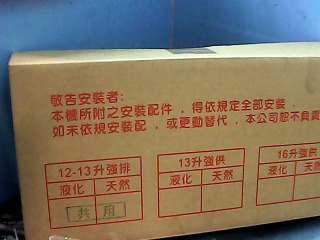 敬告安裝者:
本機所附之安裝配件，得依規定全部安裝．
如未依規安裝配，或更動替代．本公司恕不負責
12-13升強排
液化 天然
共用
13升強供
液化 天然
16升強供
液化 天然